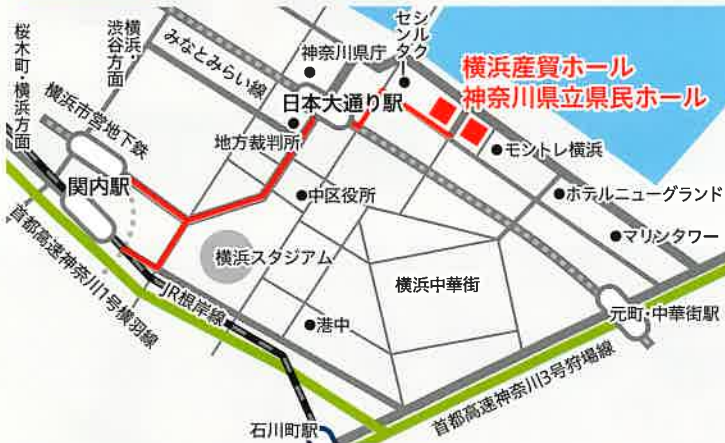 桜木町・横浜方面
横浜・
渋谷方面
みなとみらい線
神奈川県庁
シルク
センター
横浜産貿ホール
神奈川県立県民ホール
日本大通り駅
横浜市営地下鉄
地方裁判所
モントレ横浜
関内駅
中区役所
ホテルニューグランド
マリンタワー
横浜スタジアム
横浜中華街
首都高速神奈川1号横羽線
JR根岸線
港中
元町・中華街駅
首都高速神奈川3号狩場線
石川町駅